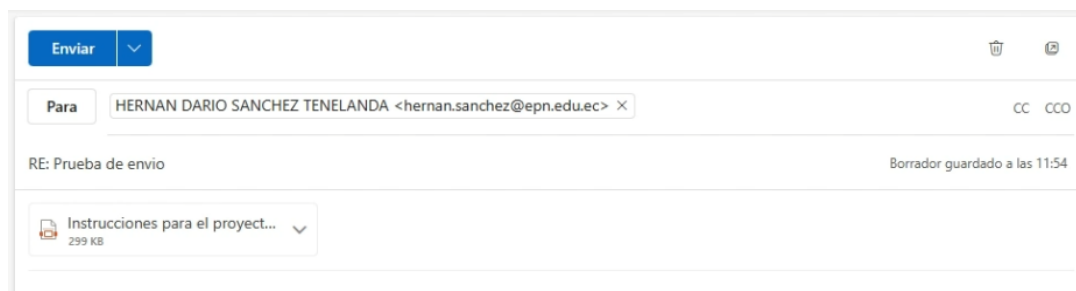 Enviar
Para HERNAN DARIO SANCHEZ TENELANDA <hernan.sanchez@epn.edu.ec> × CC CCO
RE: Prueba de envio Borrador guardado a las 11:54
Instrucciones para el proyect...
299 KB